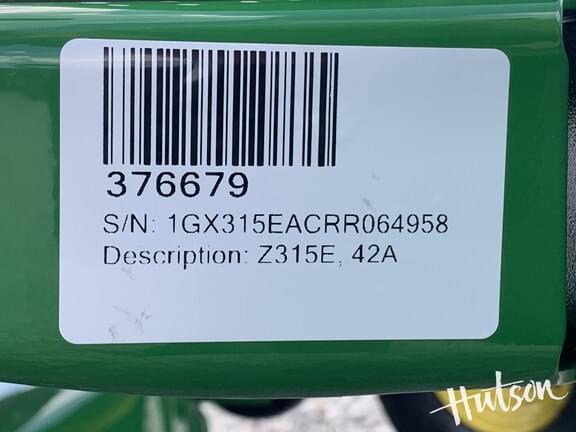 376679
S/N: 1GX315EACRR064958
Description: Z315E, 42A
Hutson